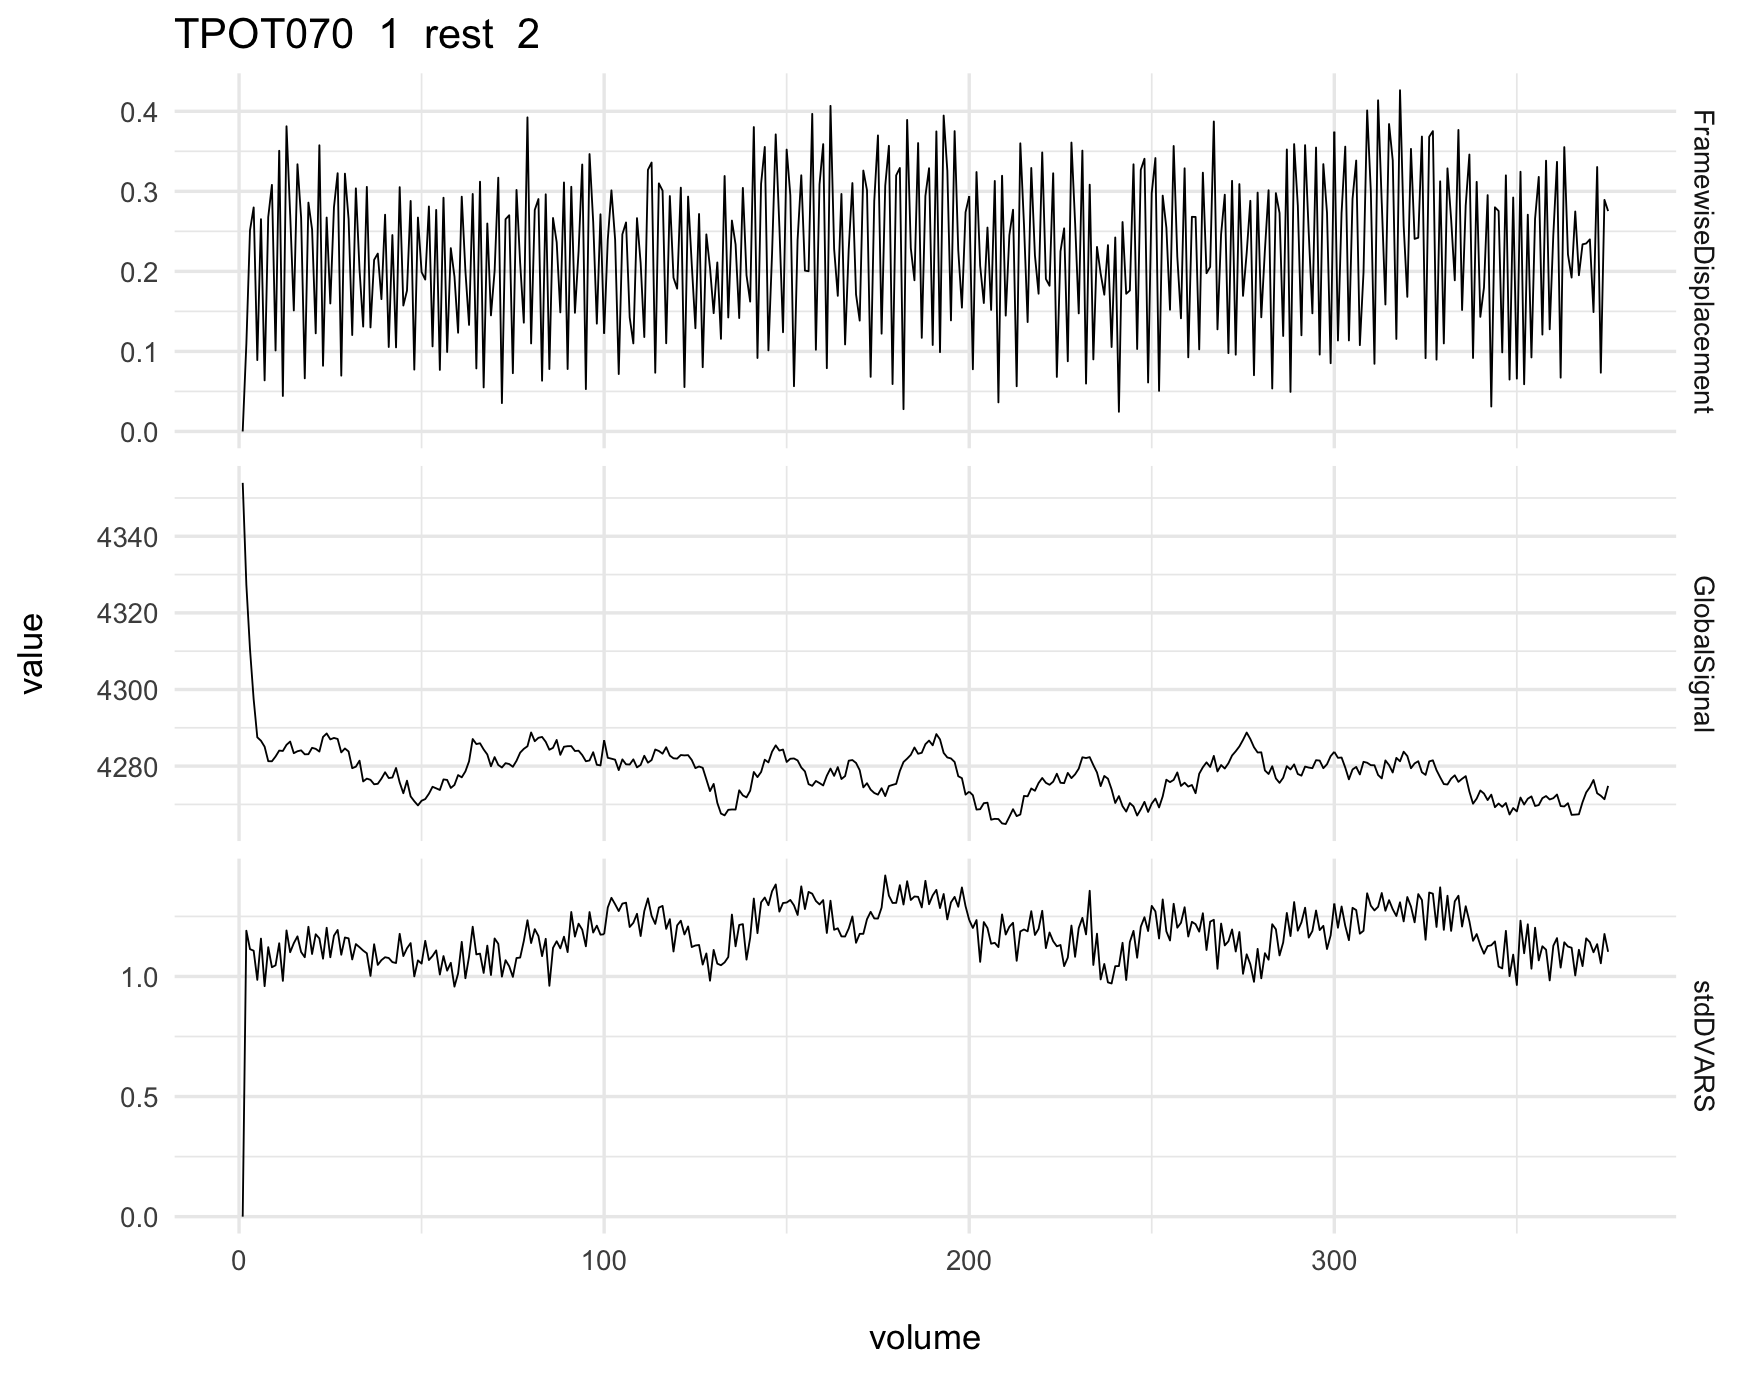 TPOT070 1 rest 2
0.4
0.3
0.2
0.1
0.0
FramewiseDisplacement
4340
4320
4300
4280
GlobalSignal
value
1.0
0.5
0.0
stdDVARS
0 100 200 300
volume